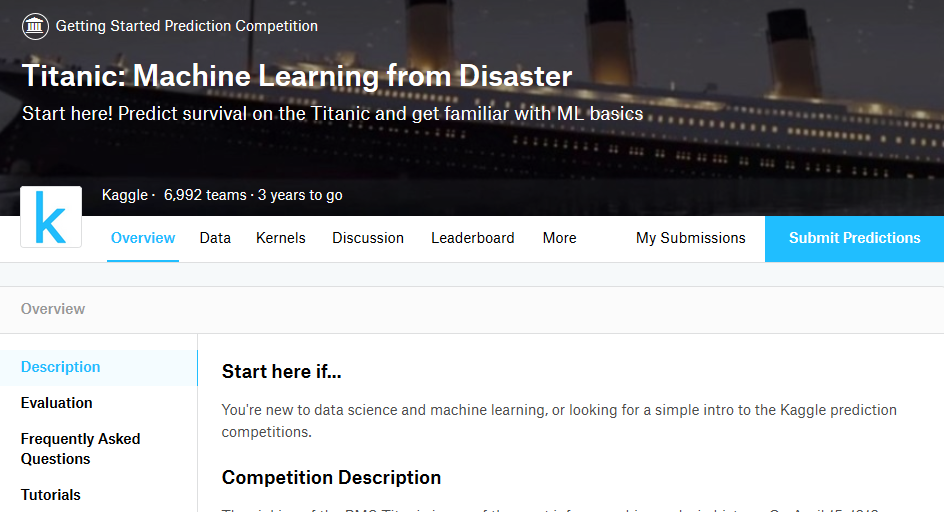 Getting Started Prediction Competition
Titanic: Machine Learning from Disaster
Start here! Predict survival on the Titanic and get familiar with ML basics
k
Kaggle · 6,992 teams · 3 years to go
Overview Data Kernels Discussion Leaderboard More My Submissions Submit Predictions
Overview
Description
Evaluation
Frequently Asked
Questions
Tutorials
Start here if...
You're new to data science and machine learning, or looking for a simple intro to the Kaggle prediction
competitions.
Competition Description